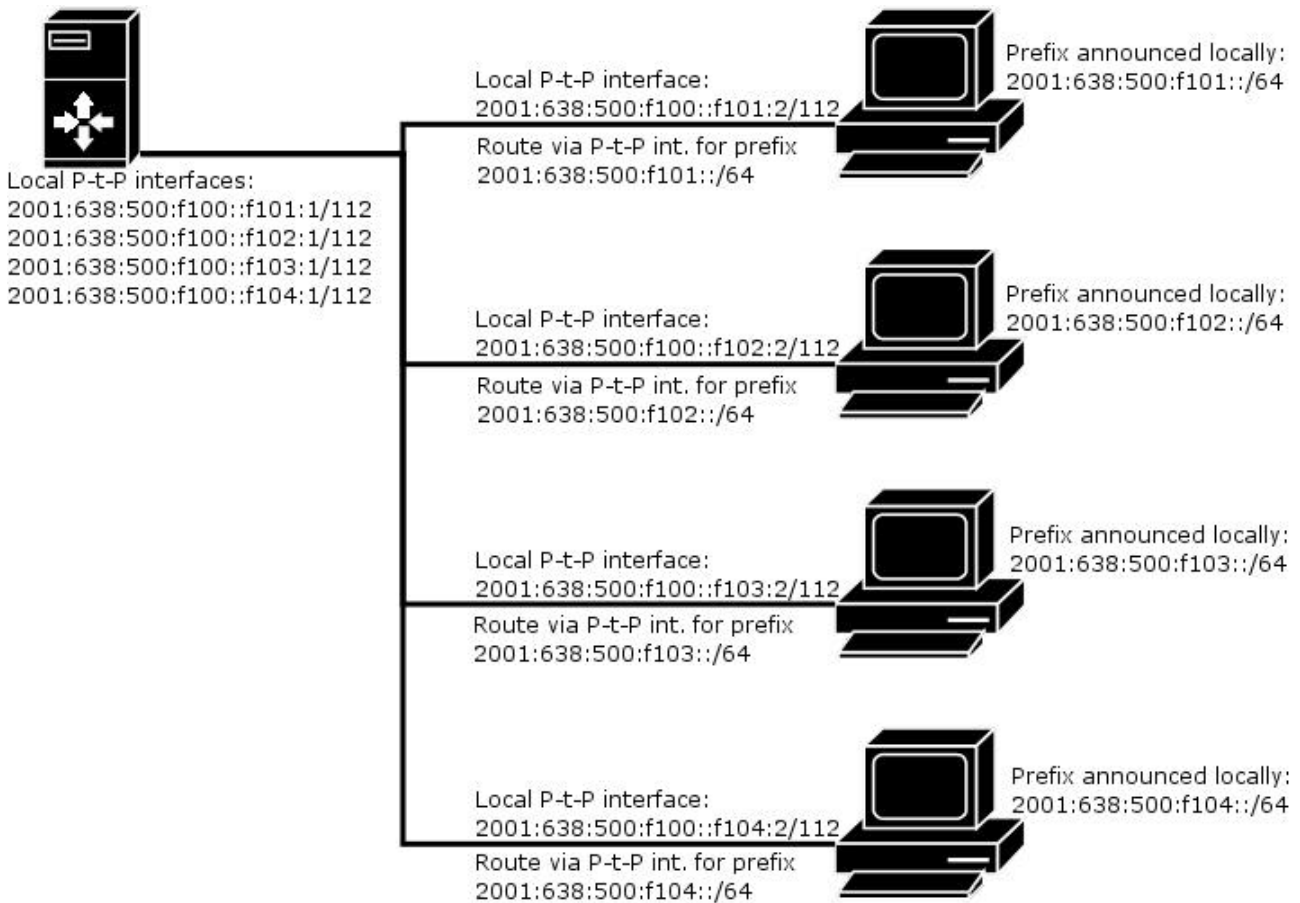 Local P-t-P interfaces:
2001:638:500:f100::f101:1/112
2001:638:500:f100::f102:1/112
2001:638:500:f100::f103:1/112
2001:638:500:f100::f104:1/112
Local P-t-P interface:
2001:638:500:f100::f101:2/112
Route via P-t-P int. for prefix
2001:638:500:f101::/64
Prefix announced locally:
2001:638:500:f101::/64
Local P-t-P interface:
2001:638:500:f100::f102:2/112
Route via P-t-P int. for prefix
2001:638:500:f102::/64
Prefix announced locally:
2001:638:500:f102::/64
Local P-t-P interface:
2001:638:500:f100::f103:2/112
Route via P-t-P int. for prefix
2001:638:500:f103::/64
Prefix announced locally:
2001:638:500:f103::/64
Local P-t-P interface:
2001:638:500:f100::f104:2/112
Route via P-t-P int. for prefix
2001:638:500:f104::/64
Prefix announced locally:
2001:638:500:f104::/64